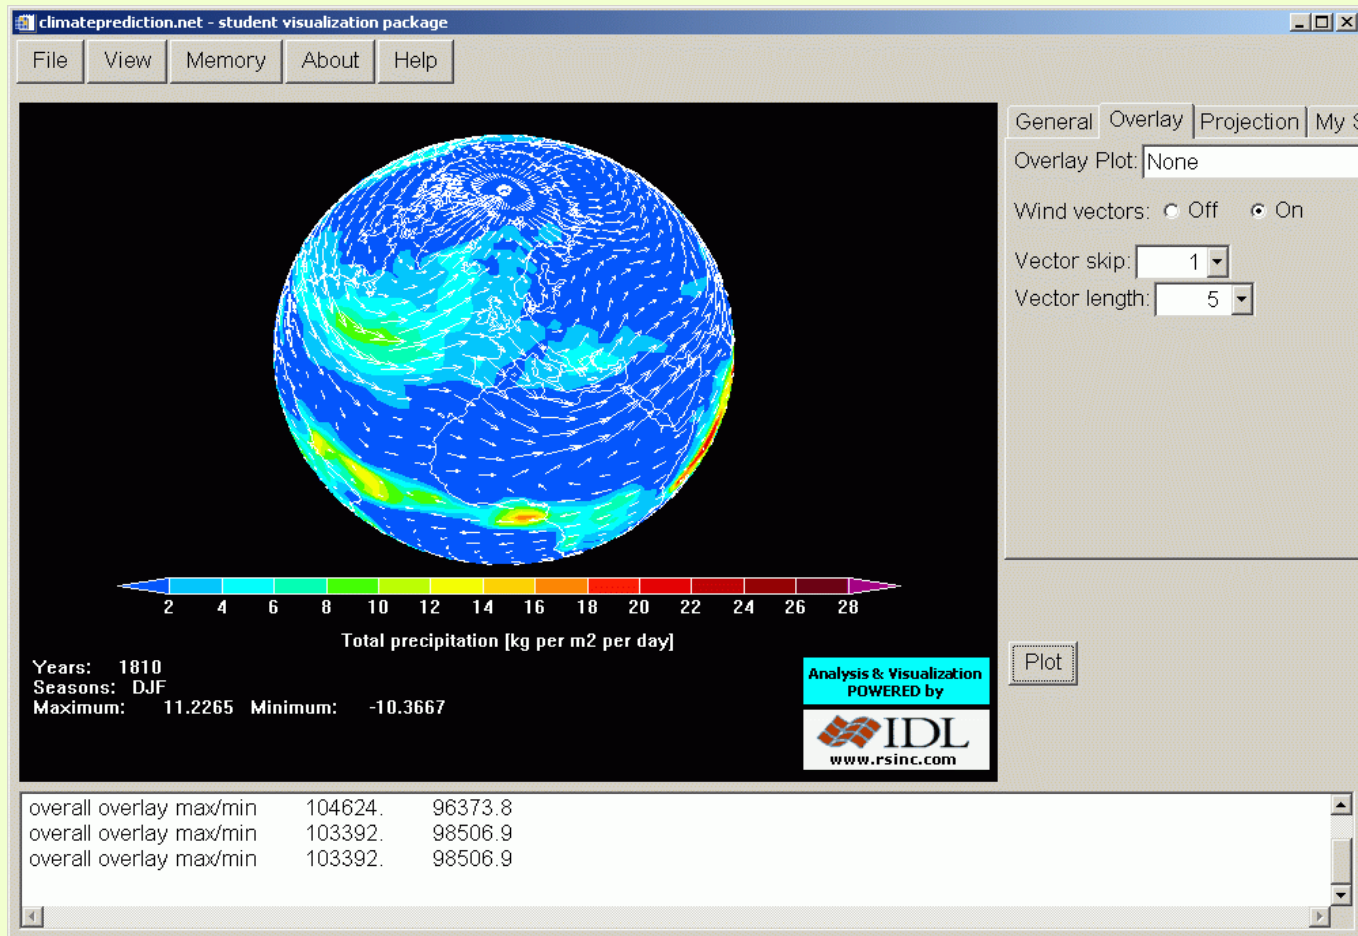 climateprediction.net - student visualization package
File View Memory About Help
General Overlay Projection My S
Overlay Plot: None
Wind vectors: Off On
Vector skip: 1
Vector length: 5
2 4 6 8 10 12 14 16 18 20 22 24 26 28
Total precipitation [kg per m2 per day]
Years: 1810
Seasons: DJF
Maximum: 11.2265 Minimum: -10.3667
Analysis & Visualization
POWERED by
IDL
www.rsinc.com
Plot
overall overlay max/min 104624. 96373.8
overall overlay max/min 103392. 98506.9
overall overlay max/min 103392. 98506.9